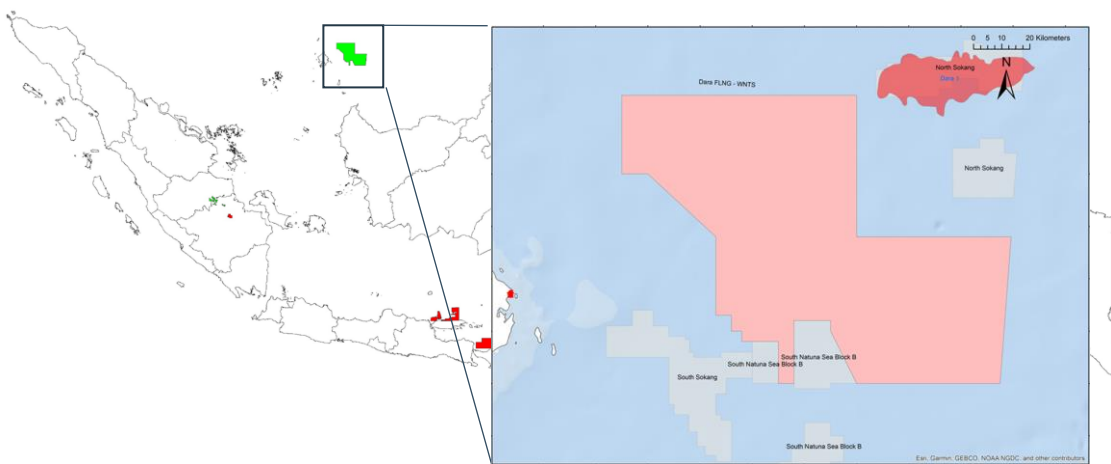 0 5 10 20 Kilometers
N
North Sokang
Dara 1
Dara FLNG - WNTS
North Sokang
South Natuna Sea Block B
South Natuna Sea Block B
South Sokang
South Natuna Sea Block B
Esri, Garmin, GEBCO, NOAA NGDC, and other contributors